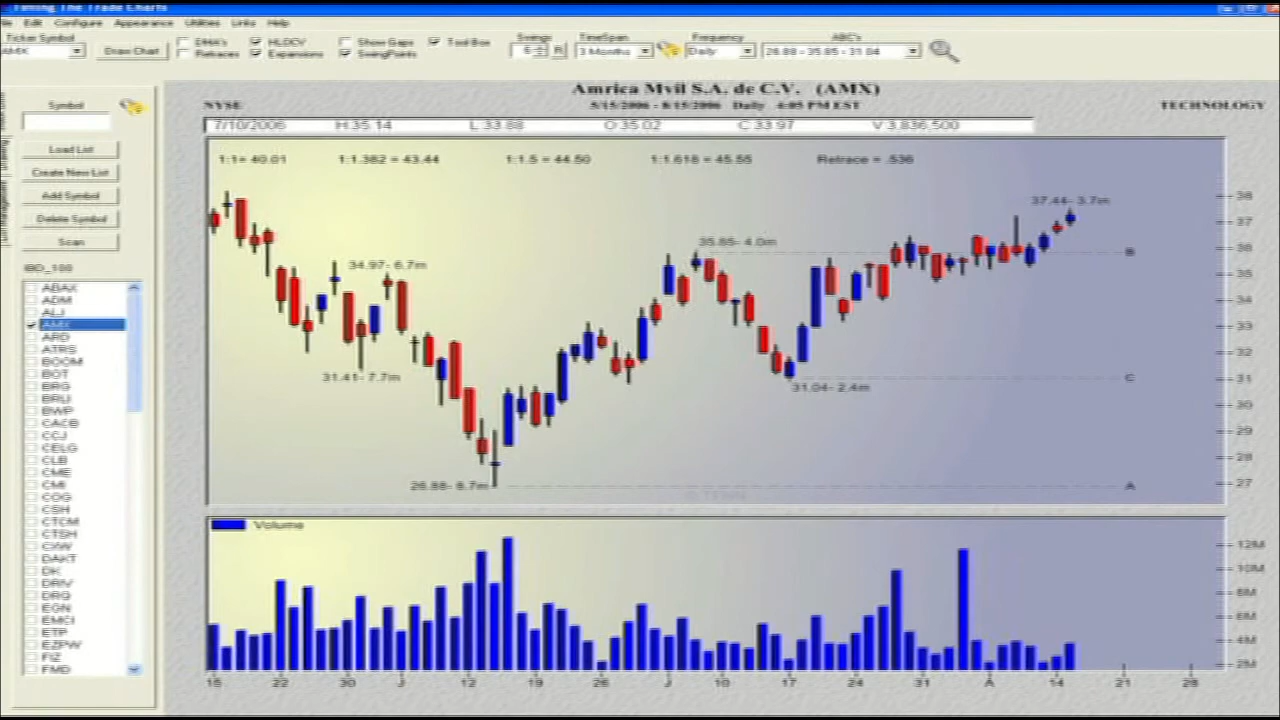 Timing The Trade Charts
Edit Configure Appearance Utilities Links Help
Ticker Symbol
AMX
Draw Chart
DMA's HLOCV Show Gaps Tool Box
Retraces Expansions SwingPoints
Swings TimeSpan Frequency ABC's
6 R 3 Months Daily 26.88 - 35.85 - 31.04
Amrica Mvil S.A. de C.V. (AMX)
NYSE 5/15/2006 - 8/15/2006 Daily 4:05 PM EST TECHNOLOGY
7/10/2006 H:35.14 L:33.88 O:35.02 C:33.97 V:3,836,500
Symbol
Load List
Create New List
Add Symbol
Delete Symbol
Scan
IBD_100
ABAX
ADM
ALJ
AMX
ARD
ATRS
BOOM
BOT
BRG
BRLI
BWP
CACB
CCJ
CELG
CLB
CME
CMI
COG
CSH
CTCM
CTSH
CXW
DAKT
DK
DRIV
DRQ
EGN
EMCI
ETP
EZPW
FIZ
FMD
1:1= 40.01 1:1.382 = 43.44 1:1.5 = 44.50 1:1.618 = 45.55 Retrace = .536
37.44- 3.7m
35.85- 4.0m
34.97- 6.7m
31.41- 7.7m
31.04- 2.4m
26.88- 8.7m
B
C
A
38
37
36
35
34
33
32
31
30
29
28
27
Volume
12M
10M
8M
6M
4M
2M
15 22 30 J 12 19 26 J 10 17 24 31 A 14 21 28